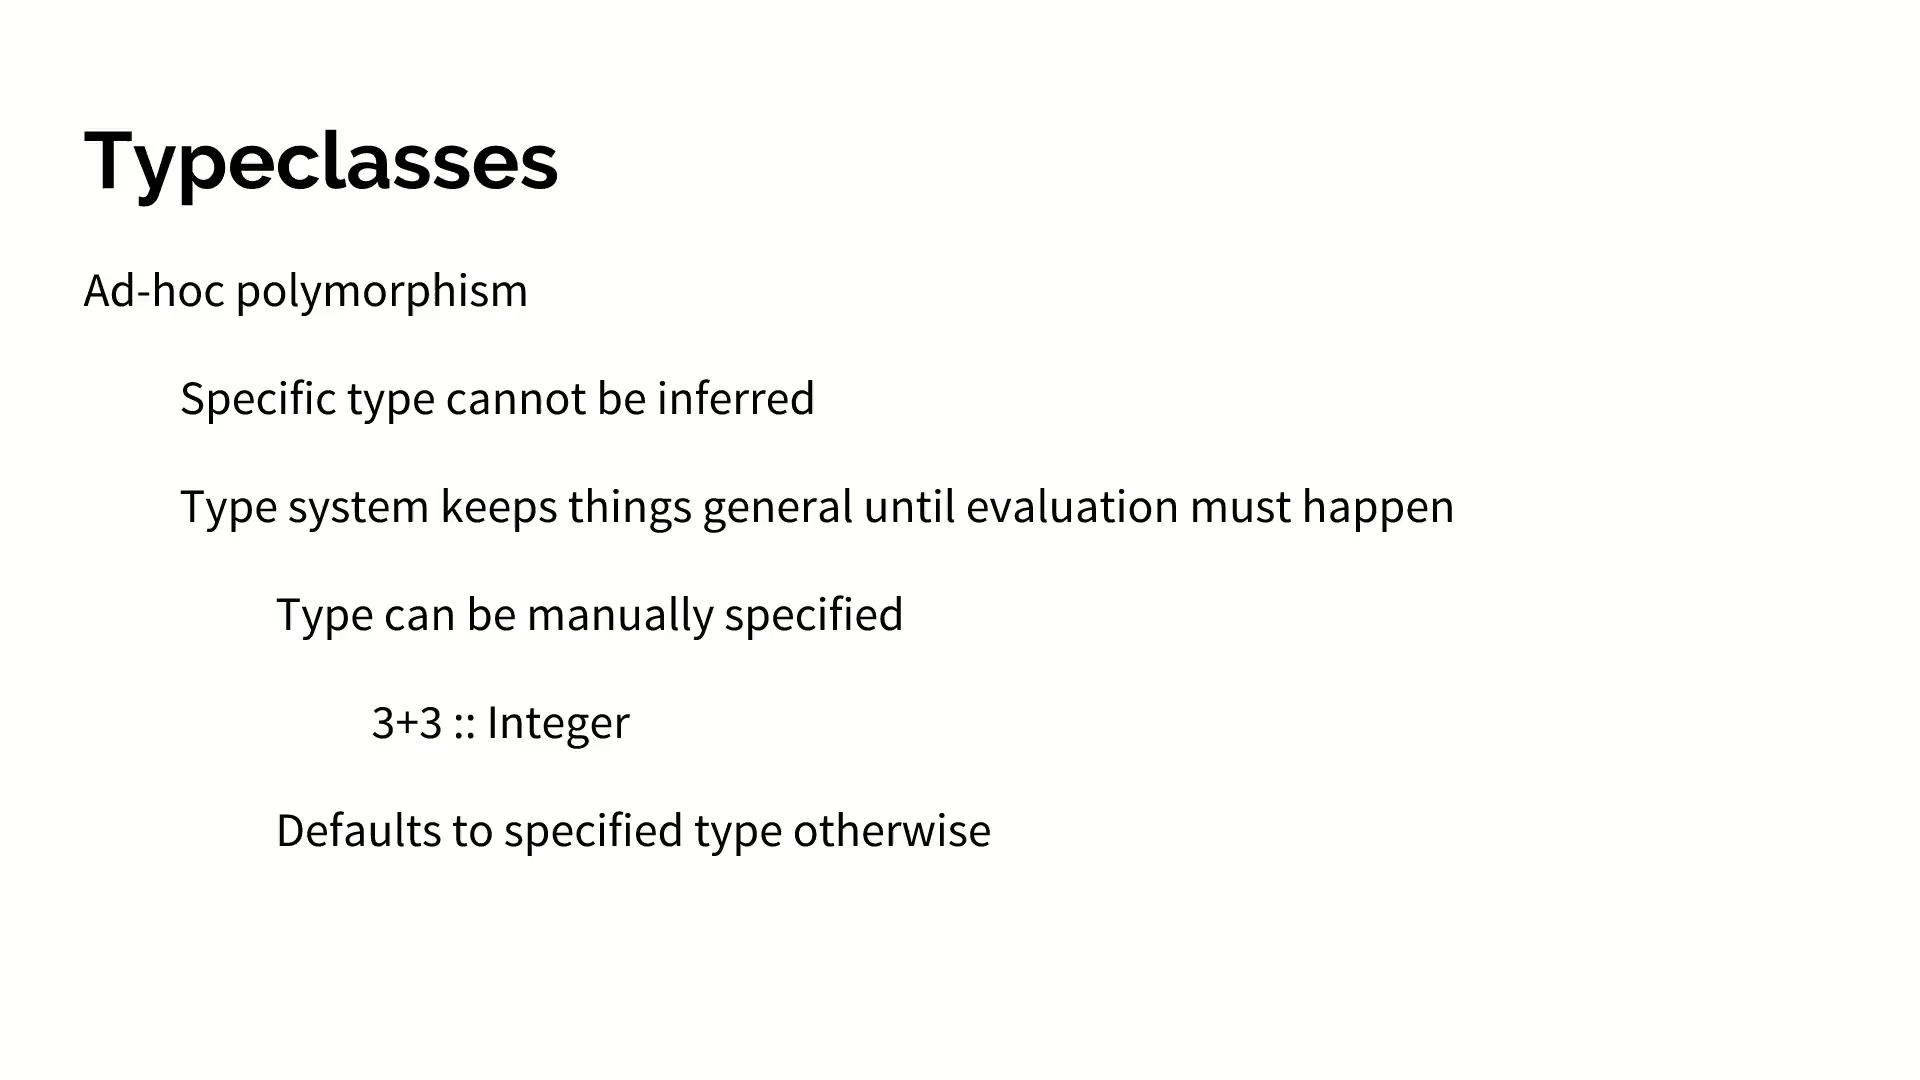 Typeclasses
Ad-hoc polymorphism
Specific type cannot be inferred
Type system keeps things general until evaluation must happen
Type can be manually specified
3+3 :: Integer
Defaults to specified type otherwise